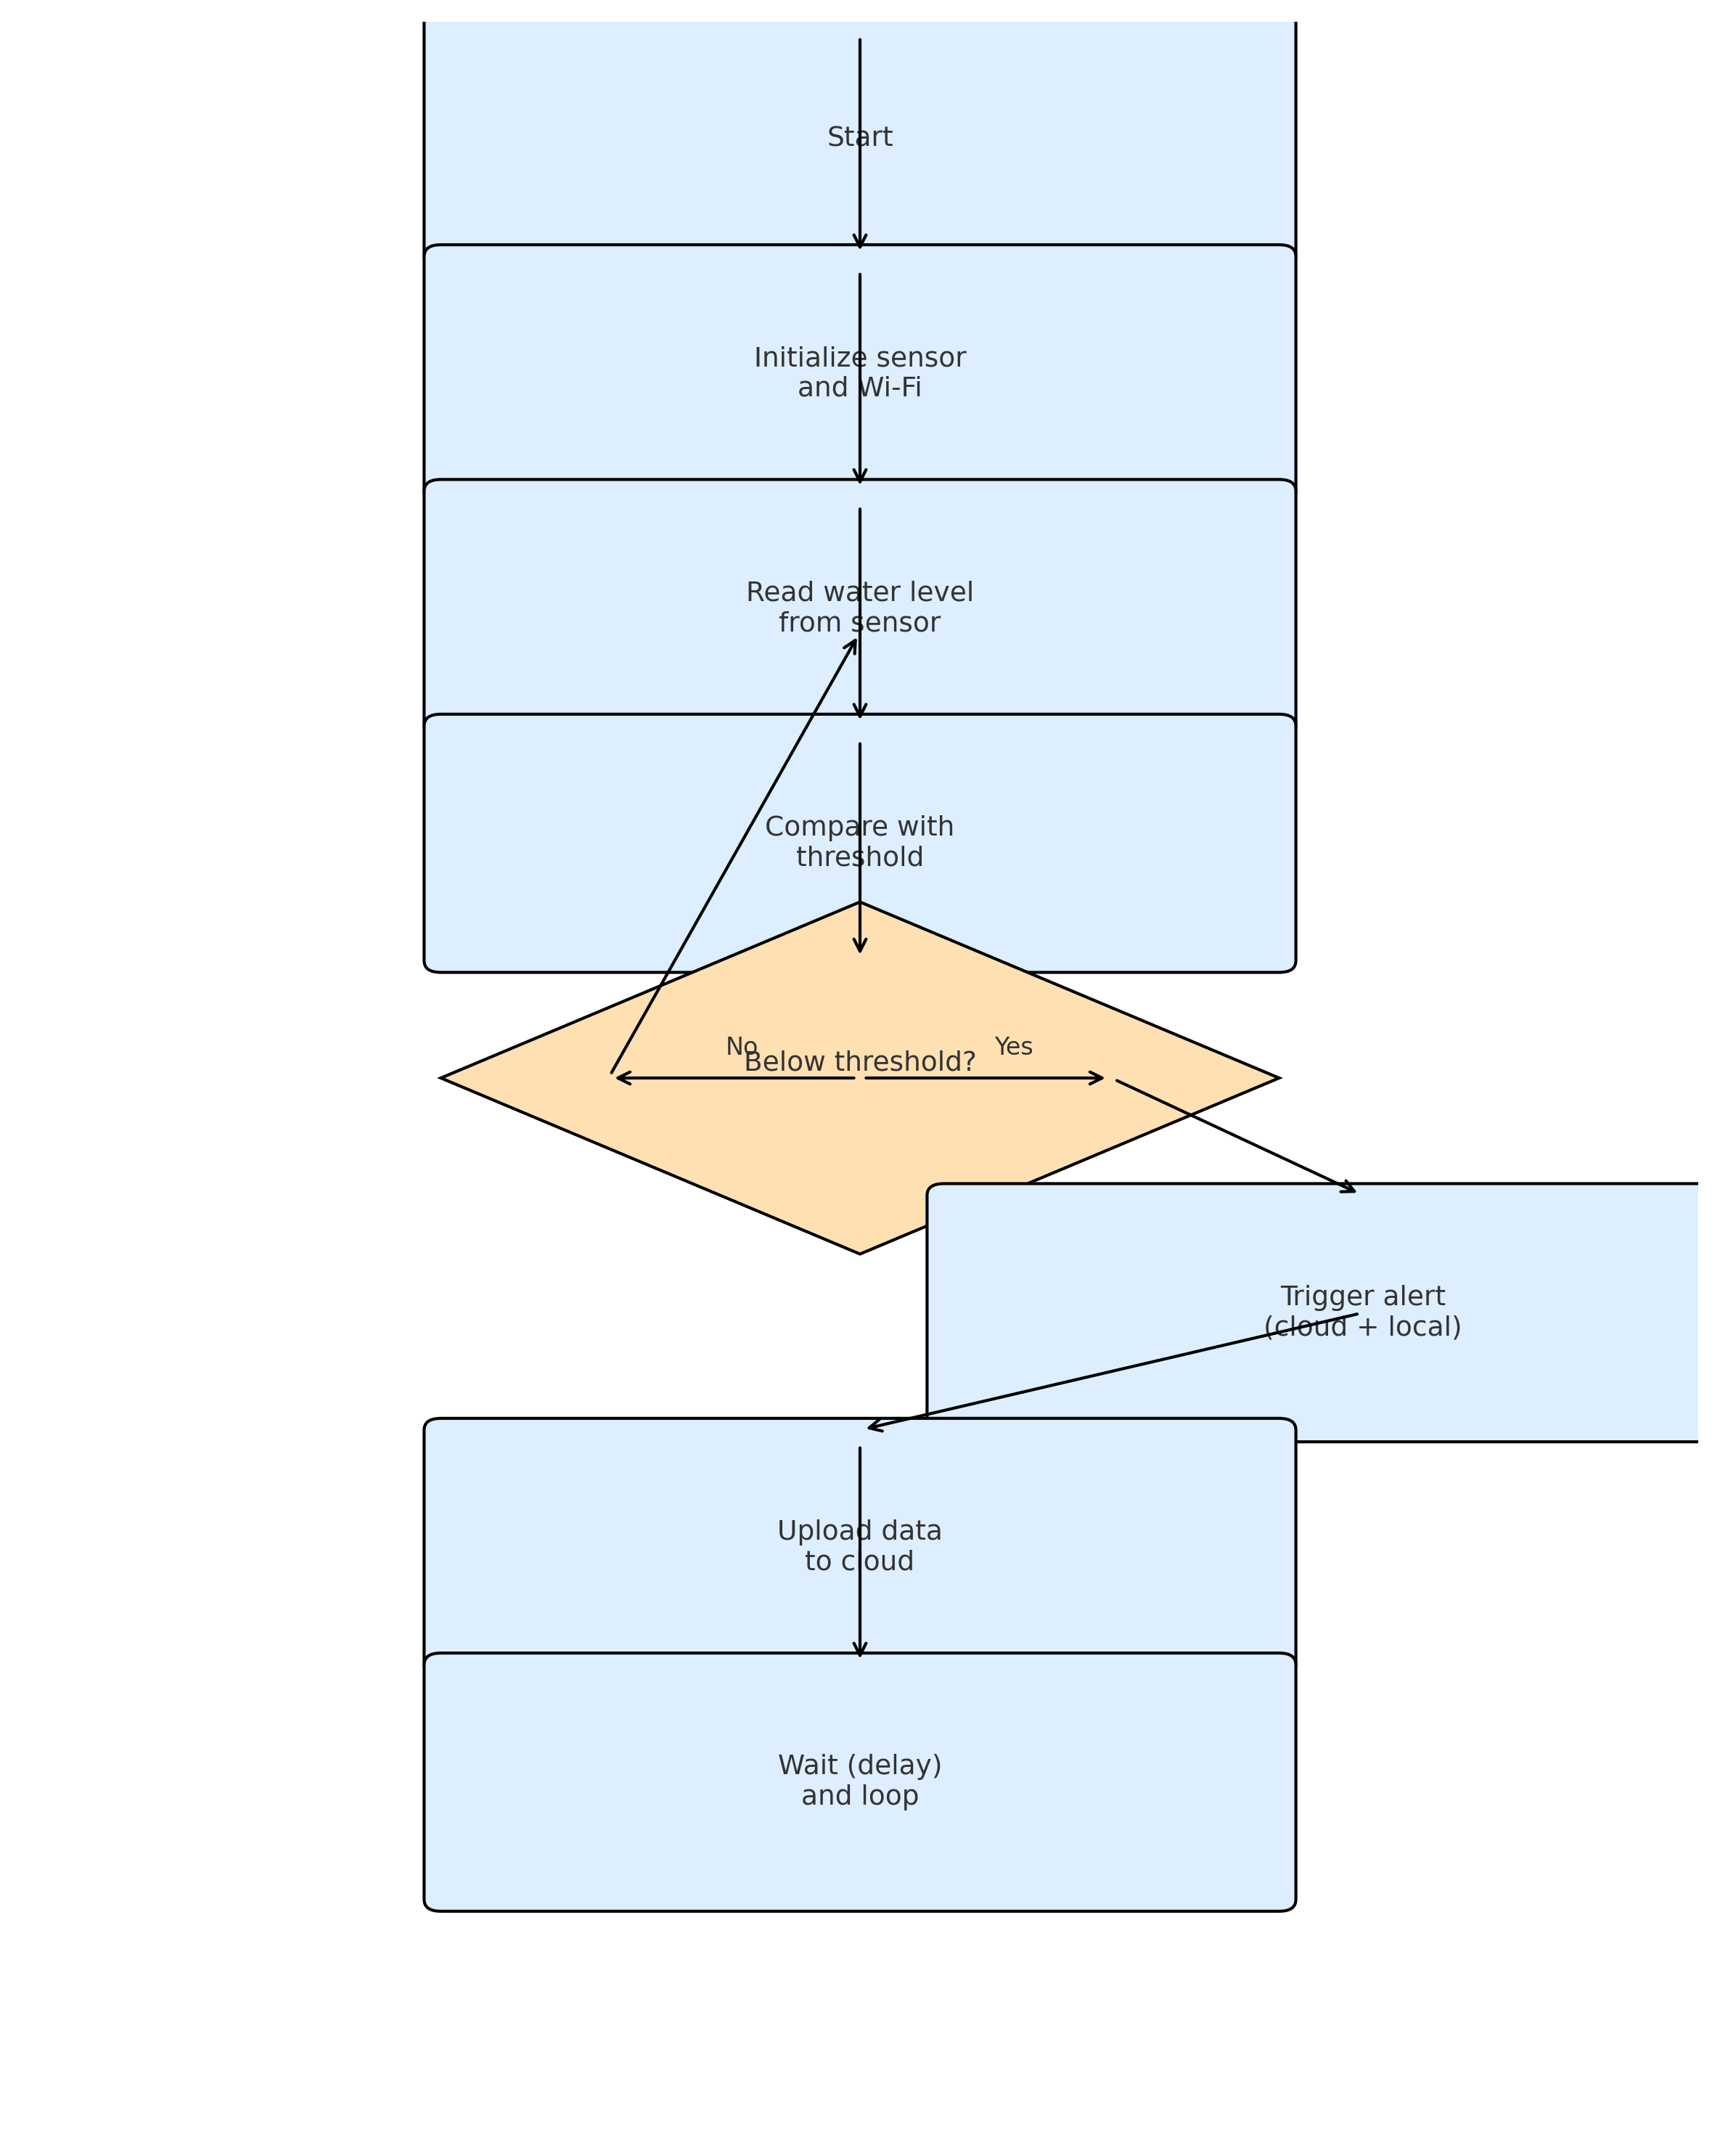 Start
Initialize sensor
and Wi-Fi
Read water level
from sensor
Compare with
threshold
No
Yes
Below threshold?
Trigger alert
(cloud + local)
Upload data
to cloud
Wait (delay)
and loop